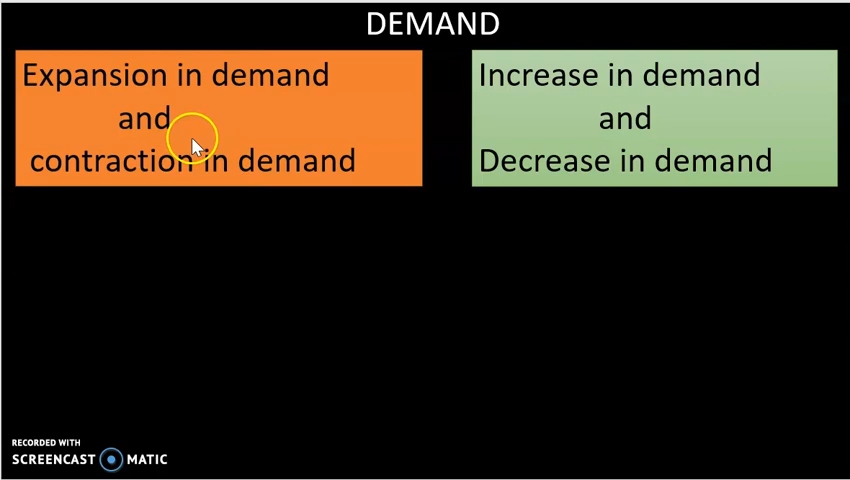 DEMAND
Expansion in demand
and
contraction in demand
Increase in demand
and
Decrease in demand
RECORDED WITH
SCREENCAST MATIC